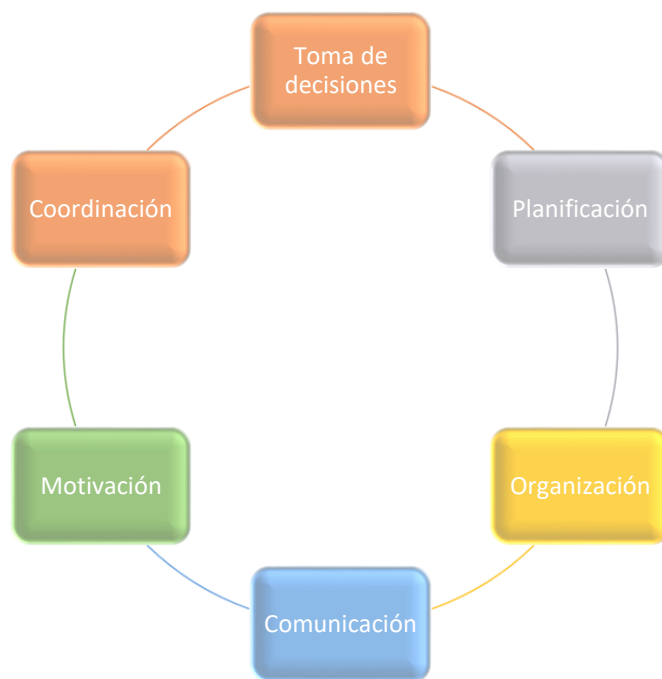 Toma de
decisiones
Planificación
Organización
Comunicación
Motivación
Coordinación